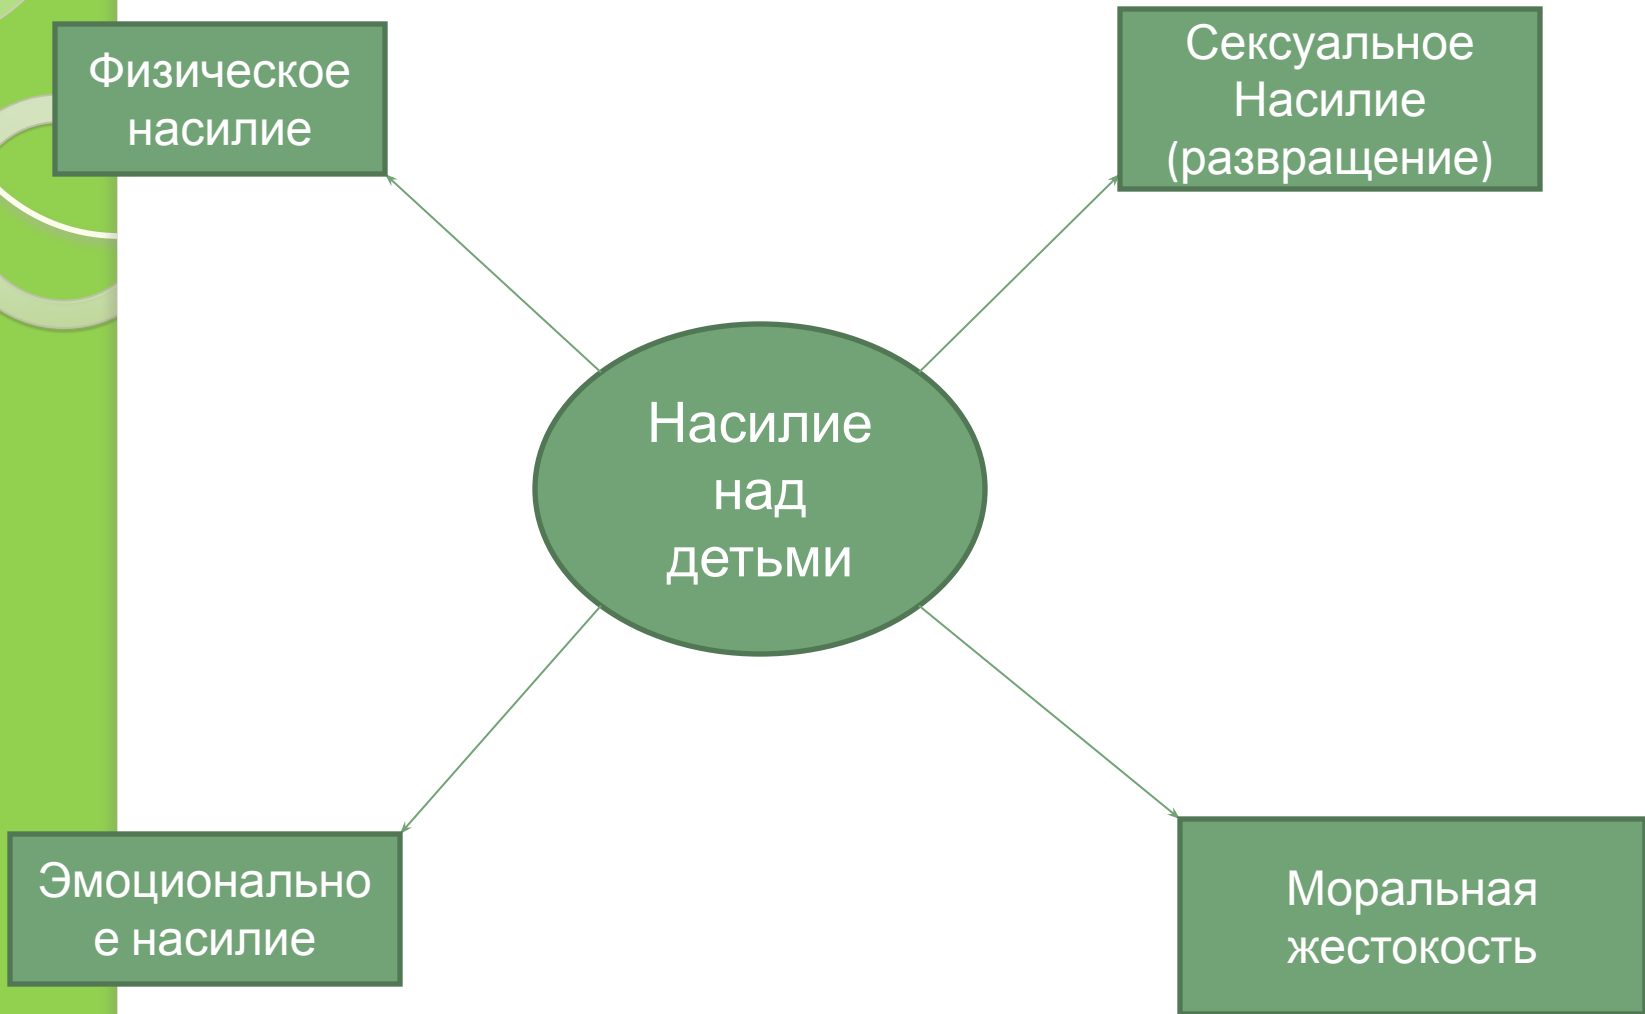 Физическое
насилие
Сексуальное
Насилие
(развращение)
Насилие
над
детьми
Эмоционально
е насилие
Моральная
жестокость